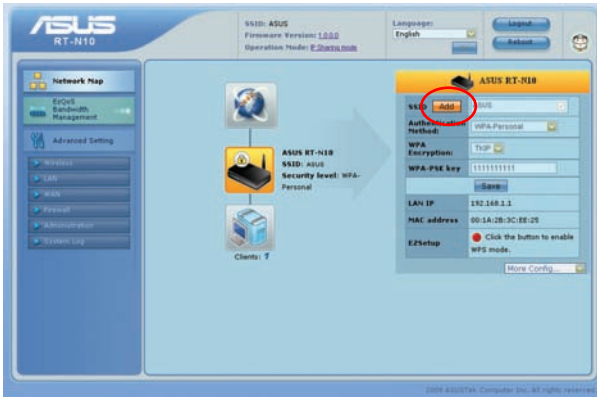 ASUS
RT-N10
SSID: ASUS
Firmware Version: 1.0.0.0
Operation Mode: IP Sharing mode
Language:
English
Logout
Reboot
Network Map
EzQoS
Bandwidth
Management
Advanced Setting
Wireless
LAN
WAN
Firewall
Administration
System Log
ASUS RT-N10
SSID: ASUS
Security level: WPA-
Personal
Clients: 1
ASUS RT-N10
SSID Add ASUS
Authentication
Method: WPA-Personal
WPA
Encryption: TKIP
WPA-PSK key 1111111111
Save
LAN IP 192.168.1.1
MAC address 00:1A:2B:3C:EE:25
EZSetup Click the button to enable
WPS mode.
More Config...
2009 ASUSTek Computer Inc. All rights reserved.